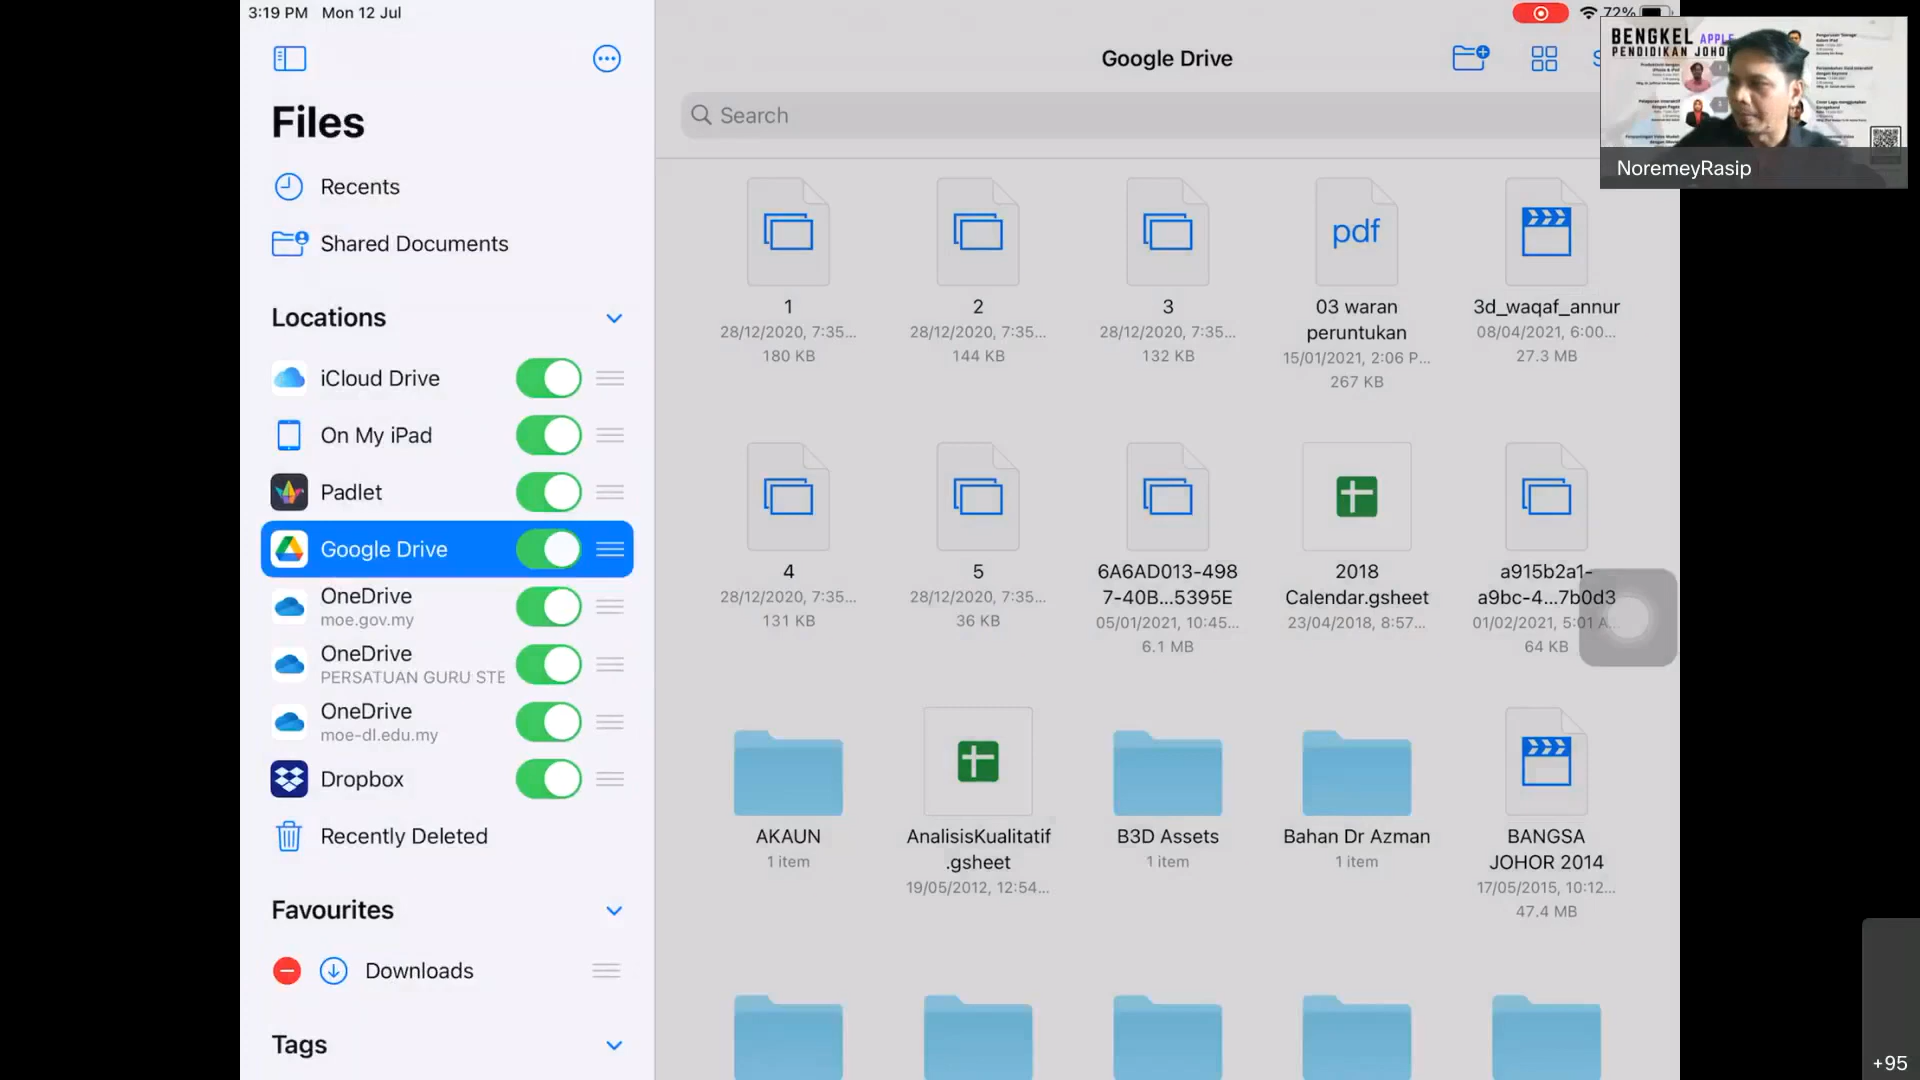 3:19 PM Mon 12 Jul
72%
Files
Recents
Shared Documents
Locations
iCloud Drive
On My iPad
Padlet
Google Drive
OneDrive
moe.gov.my
OneDrive
PERSATUAN GURU STE
OneDrive
moe-dl.edu.my
Dropbox
Recently Deleted
Favourites
Downloads
Tags
Google Drive
Search
1
28/12/2020, 7:35...
180 KB
2
28/12/2020, 7:35...
144 KB
3
28/12/2020, 7:35...
132 KB
pdf
03 waran
peruntukan
15/01/2021, 2:06 P...
267 KB
3d_waqaf_annur
08/04/2021, 6:00...
27.3 MB
4
28/12/2020, 7:35...
131 KB
5
28/12/2020, 7:35...
36 KB
6A6AD013-498
7-40B...5395E
05/01/2021, 10:45...
6.1 MB
2018
Calendar.gsheet
23/04/2018, 8:57...
a915b2a1-
a9bc-4...7b0d3
01/02/2021, 5:01 A...
64 KB
AKAUN
1 item
AnalisisKualitatif
.gsheet
19/05/2012, 12:54...
B3D Assets
1 item
Bahan Dr Azman
1 item
BANGSA
JOHOR 2014
17/05/2015, 10:12...
47.4 MB
BENGKEL APPLE
PENDIDIKAN JOHO
NoremeyRasip
+95